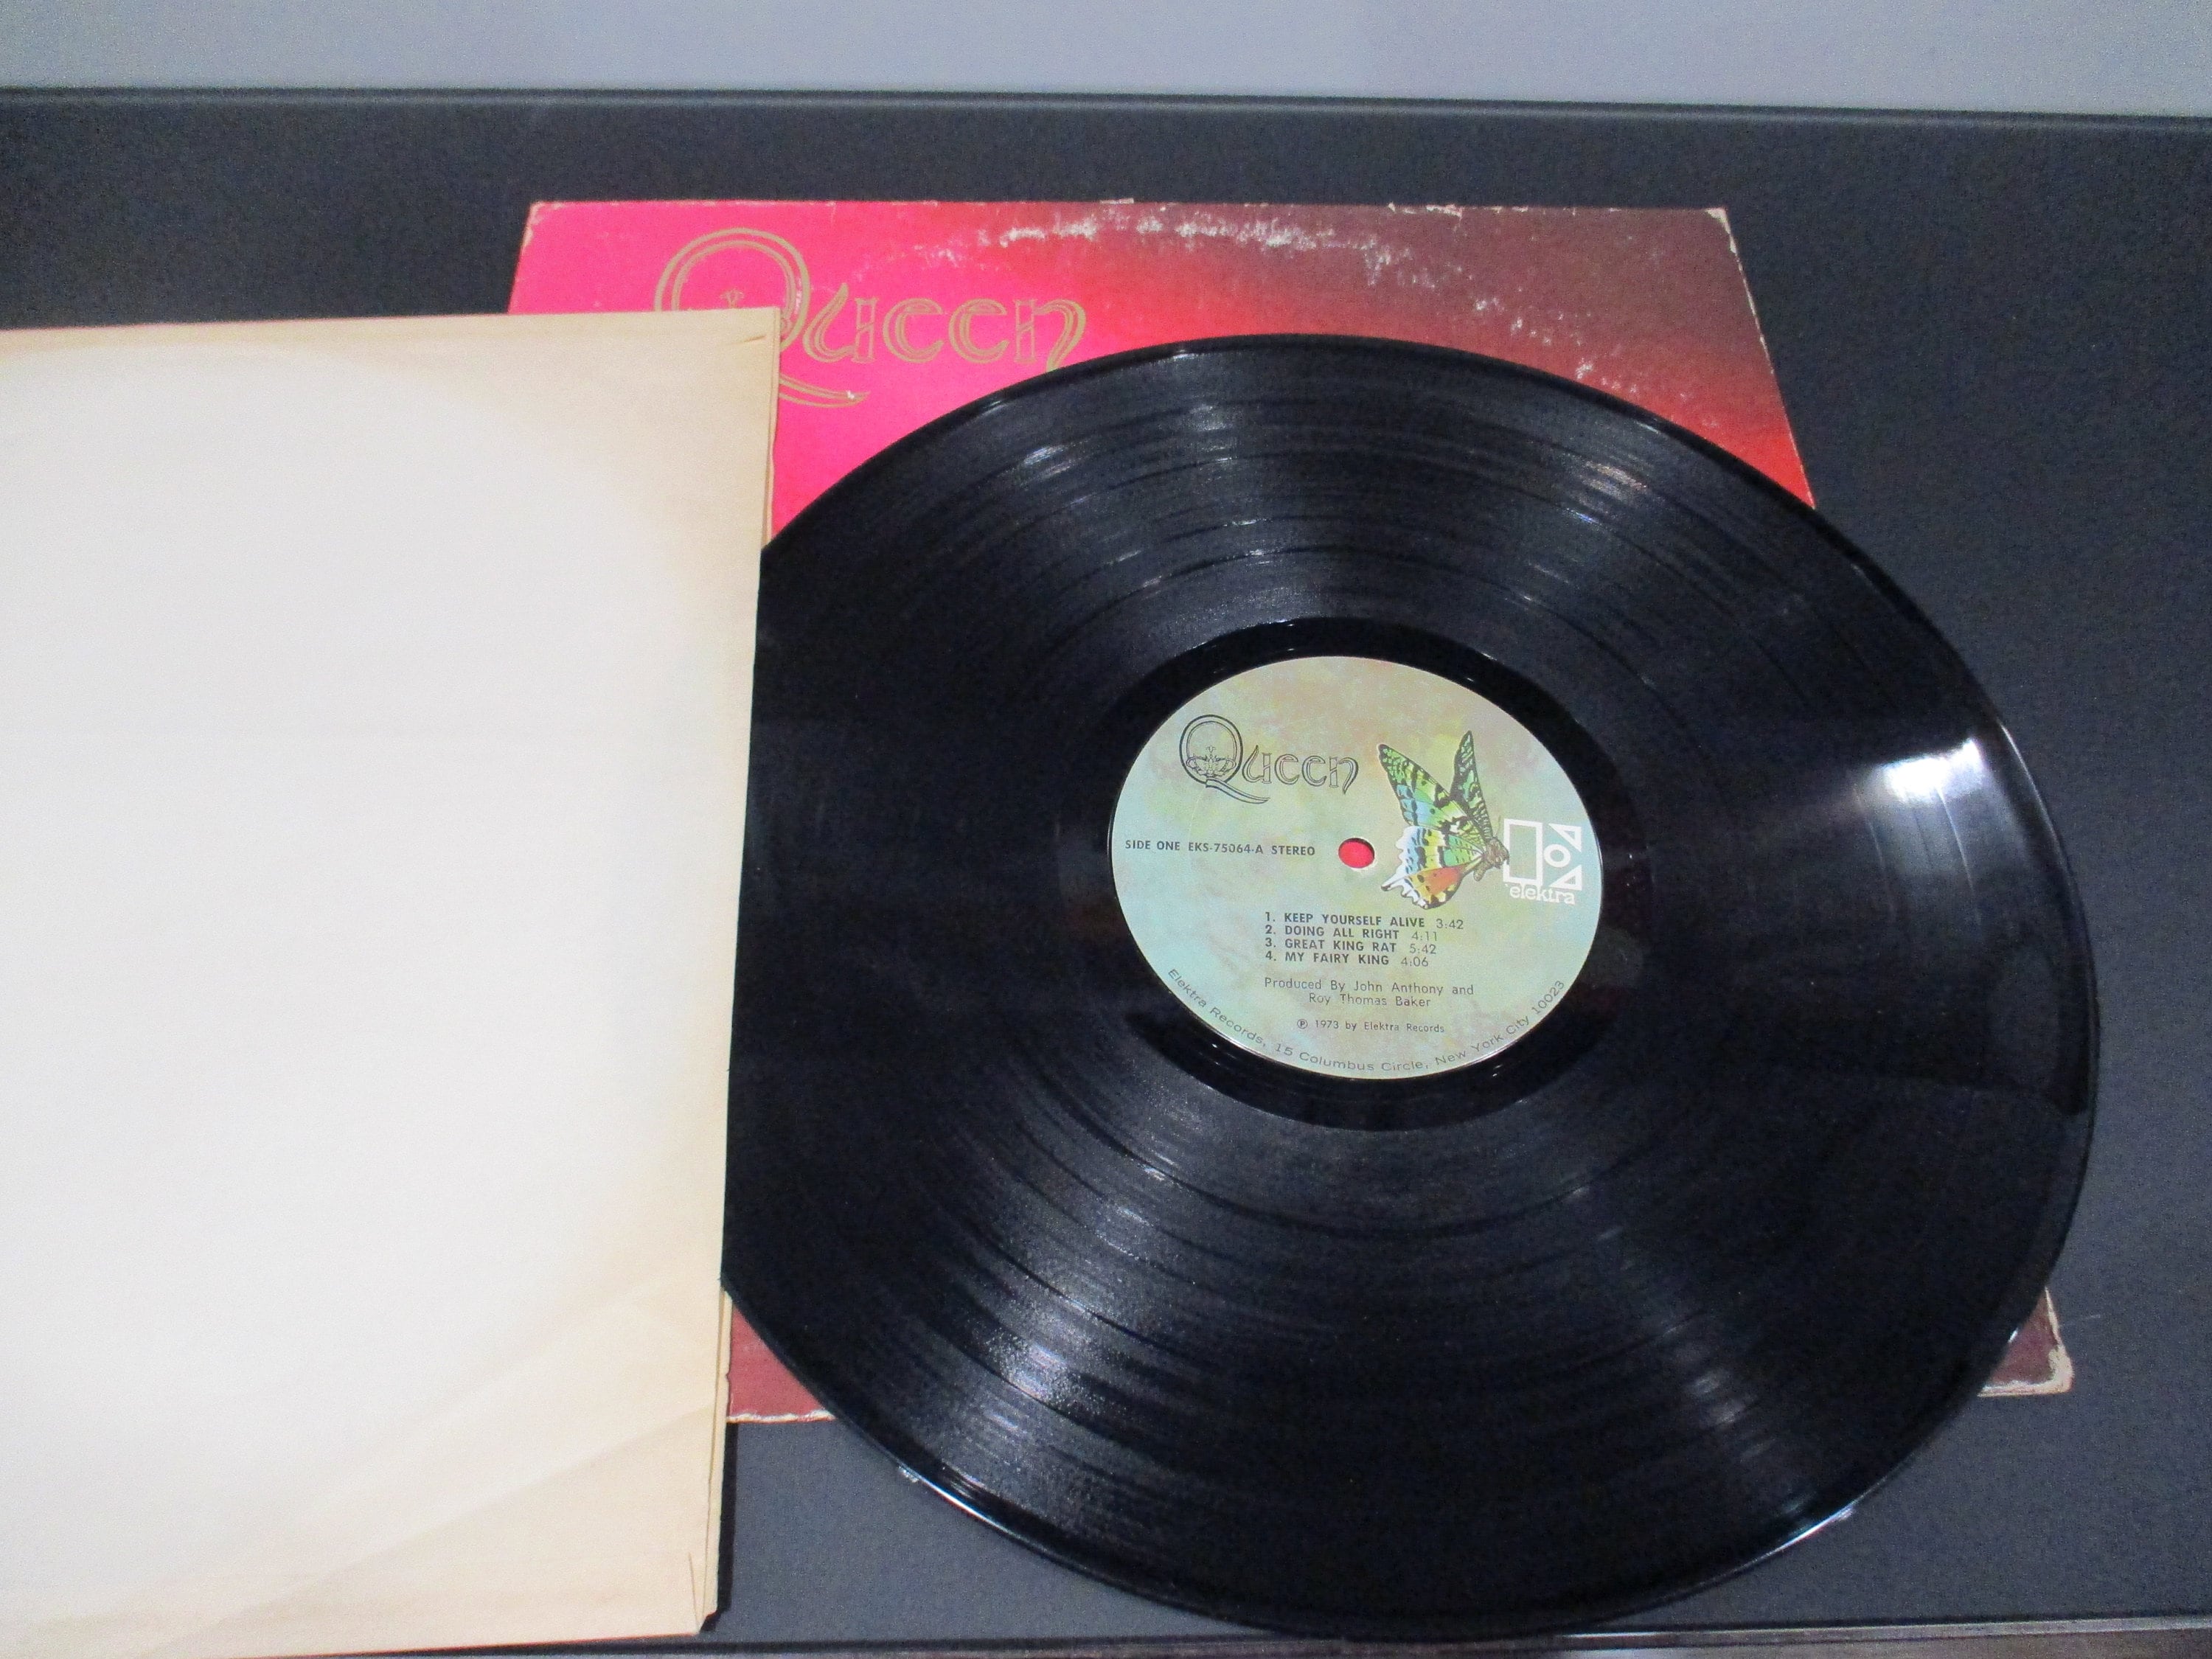 Queen
Queen
SIDE ONE EKS-75064-A STEREO
elektra
1. KEEP YOURSELF ALIVE 3:42
2. DOING ALL RIGHT 4:11
3. GREAT KING RAT 5:42
4. MY FAIRY KING 4:06
Produced By John Anthony and
Roy Thomas Baker
℗ 1973 by Elektra Records
Elektra Records, 15 Columbus Circle, New York City 10023